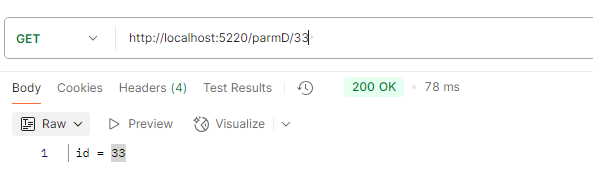 GET http://localhost:5220/parmD/33
Body Cookies Headers (4) Test Results 200 OK • 78 ms
Raw Preview Visualize
1 id = 33